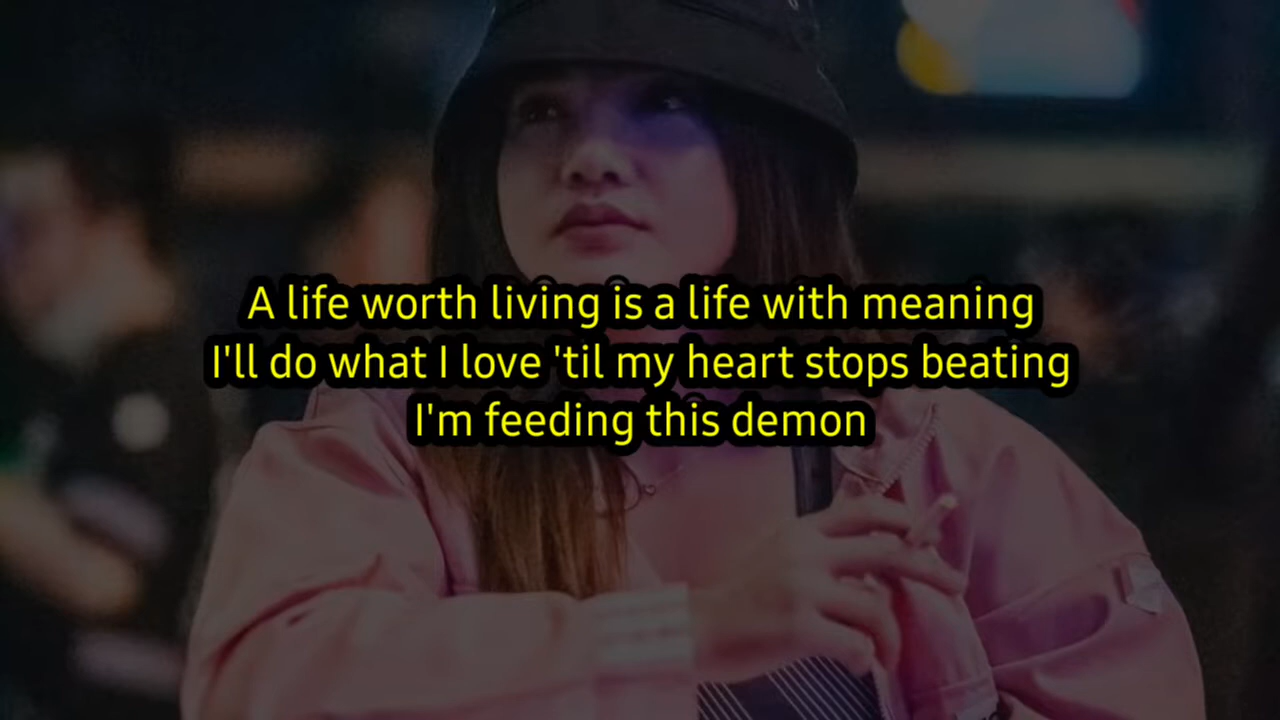 A life worth living is a life with meaning
I'll do what I love 'til my heart stops beating
I'm feeding this demon